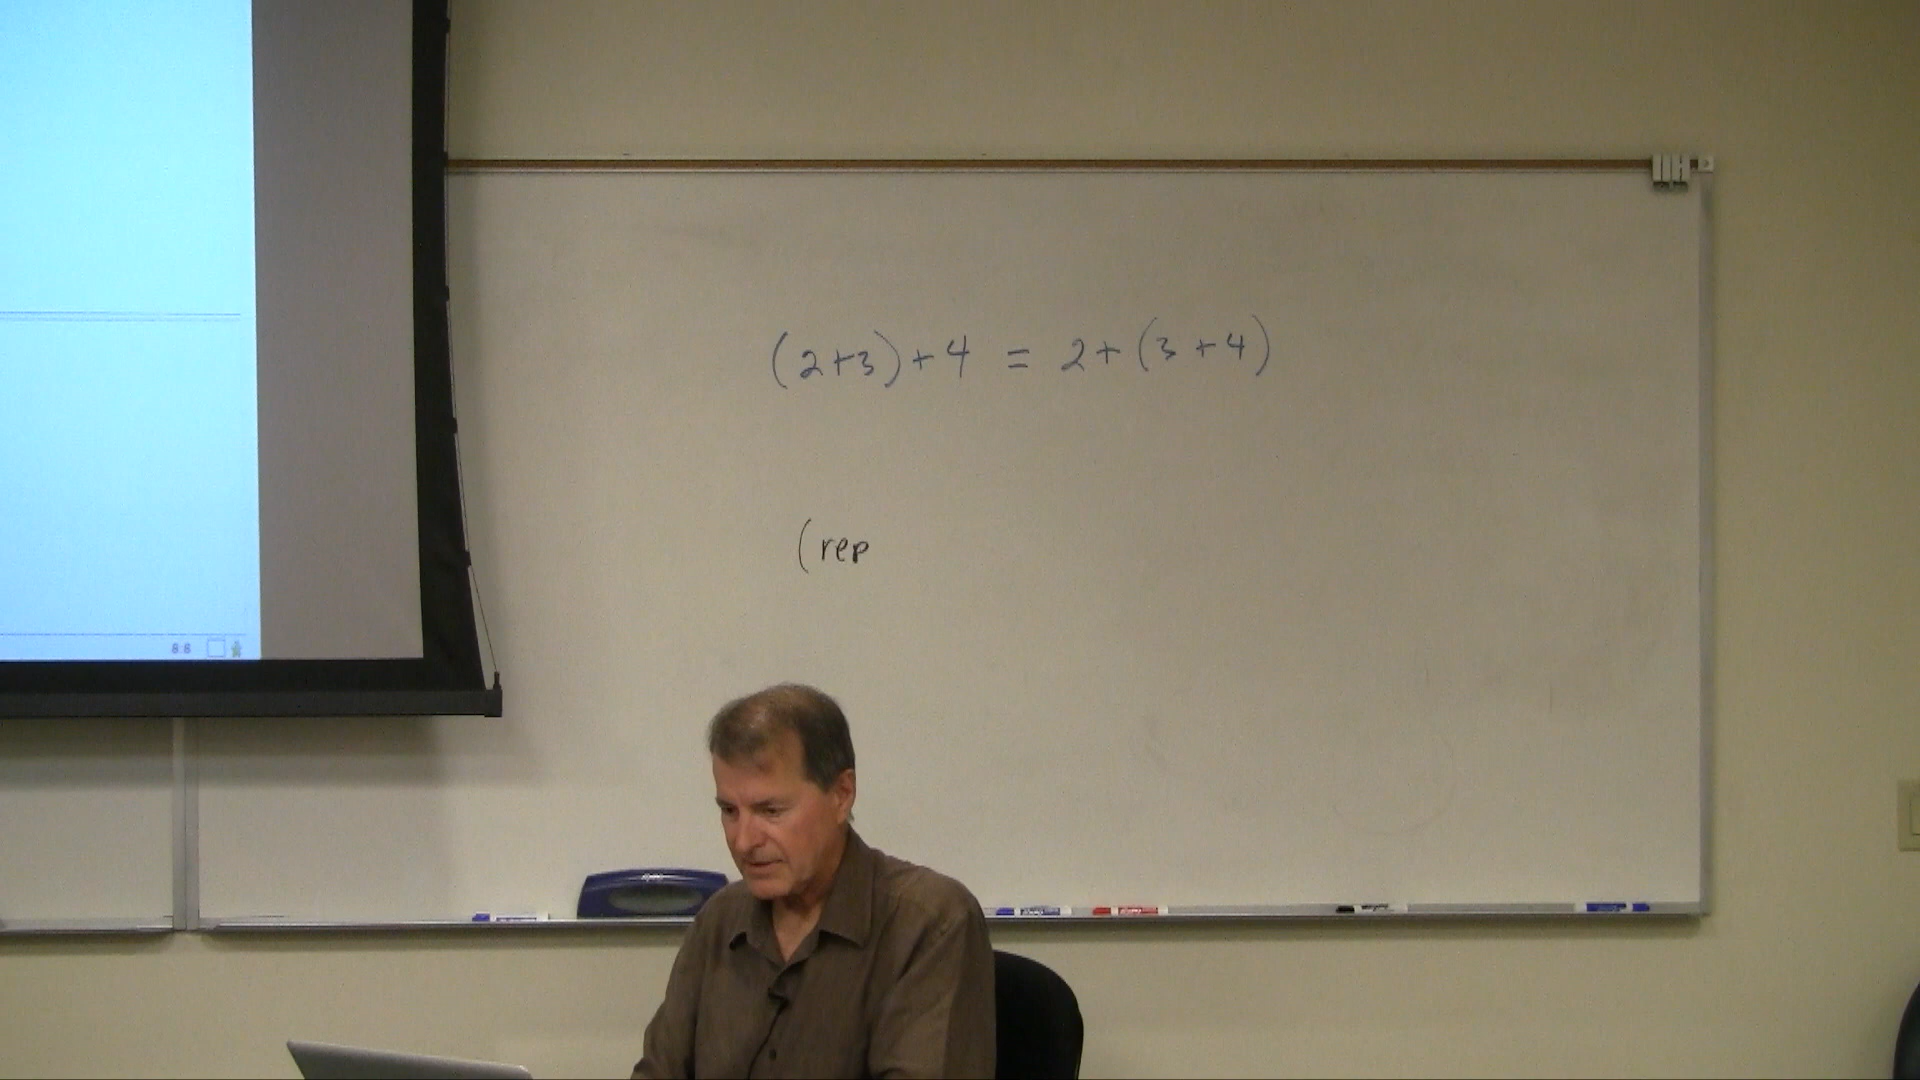 (2+3)+4 = 2+(3+4)
(rep